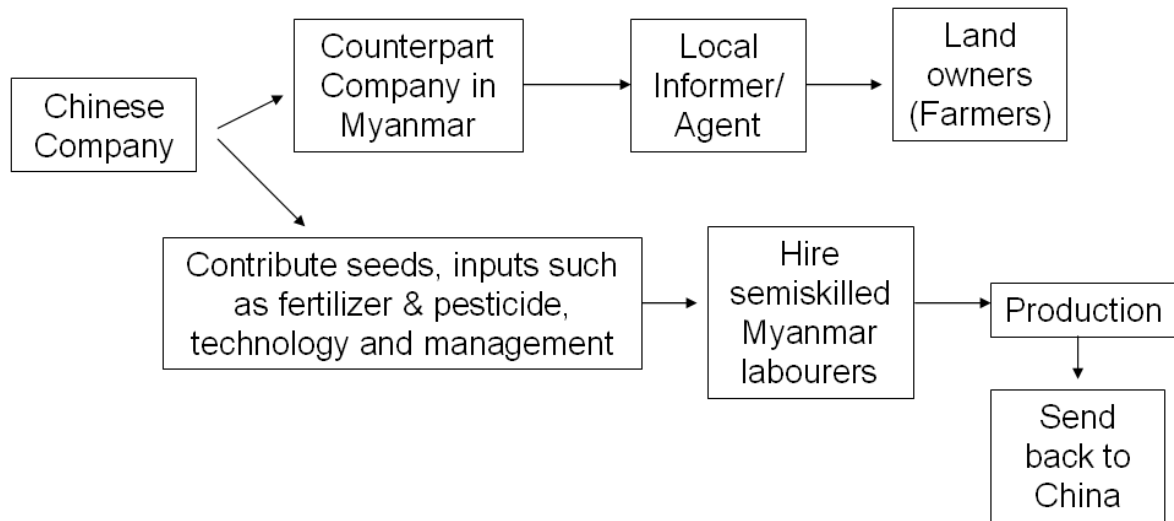 Chinese
Company
Counterpart
Company in
Myanmar
Local
Informer/
Agent
Land
owners
(Farmers)
Contribute seeds, inputs such
as fertilizer & pesticide,
technology and management
Hire
semiskilled
Myanmar
labourers
Production
Send
back to
China